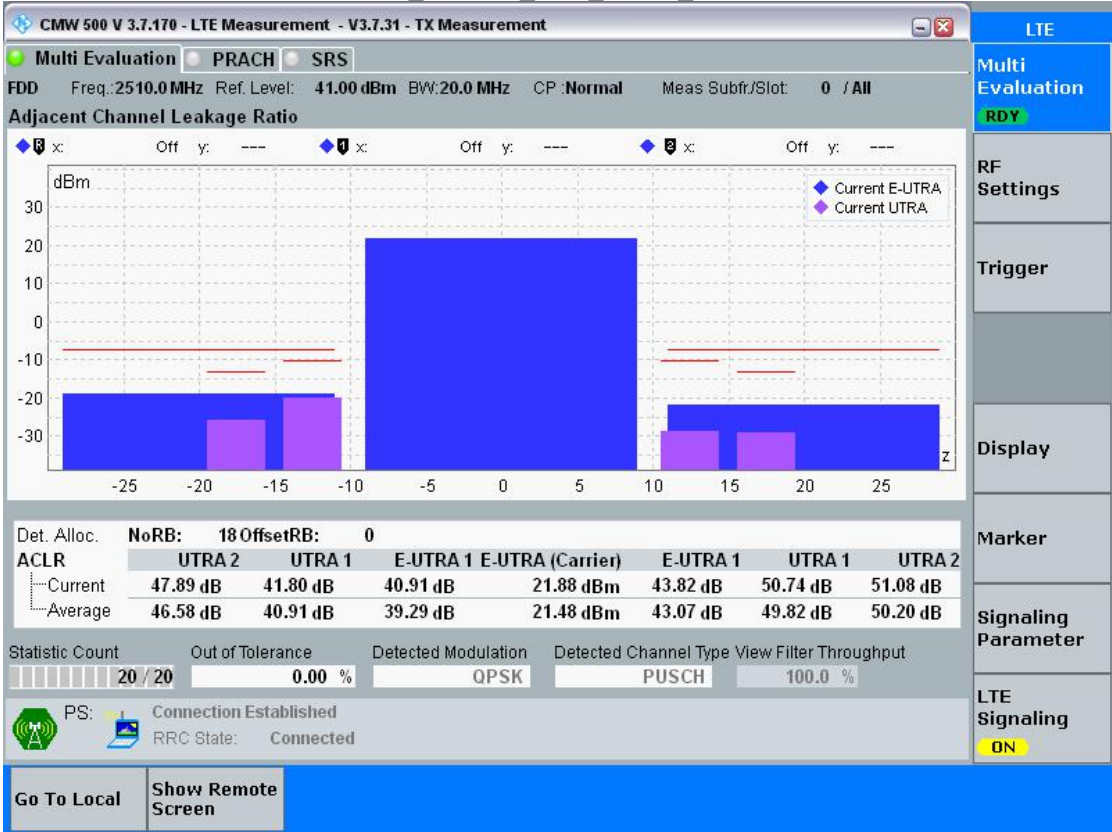 CMW 500 V 3.7.170 - LTE Measurement - V3.7.31 - TX Measurement
LTE
Multi Evaluation PRACH SRS
Multi Evaluation
RDY
FDD Freq.:2510.0 MHz Ref. Level: 41.00 dBm BW:20.0 MHz CP :Normal Meas Subfr./Slot: 0 / All
Adjacent Channel Leakage Ratio
R x: Off y: --- 1 x: Off y: --- 2 x: Off y: ---
dBm
Current E-UTRA
Current UTRA
30
20
10
0
-10
-20
-30
z
-25 -20 -15 -10 -5 0 5 10 15 20 25
RF Settings
Trigger
Display
Marker
Signaling Parameter
LTE Signaling
ON
Det. Alloc. NoRB: 18 OffsetRB: 0
ACLR UTRA 2 UTRA 1 E-UTRA 1 E-UTRA (Carrier) E-UTRA 1 UTRA 1 UTRA 2
Current 47.89 dB 41.80 dB 40.91 dB 21.88 dBm 43.82 dB 50.74 dB 51.08 dB
Average 46.58 dB 40.91 dB 39.29 dB 21.48 dBm 43.07 dB 49.82 dB 50.20 dB
Statistic Count Out of Tolerance Detected Modulation Detected Channel Type View Filter Throughput
20 / 20 0.00 % QPSK PUSCH 100.0 %
PS: Connection Established
RRC State: Connected
Go To Local
Show Remote Screen